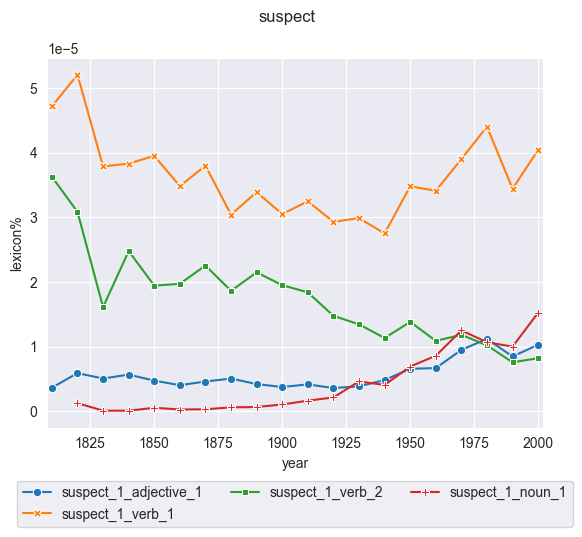 suspect
1e−5
5
4
3
2
1
0
lexicon%
1825 1850 1875 1900 1925 1950 1975 2000
year
suspect_1_adjective_1 suspect_1_verb_2 suspect_1_noun_1
suspect_1_verb_1